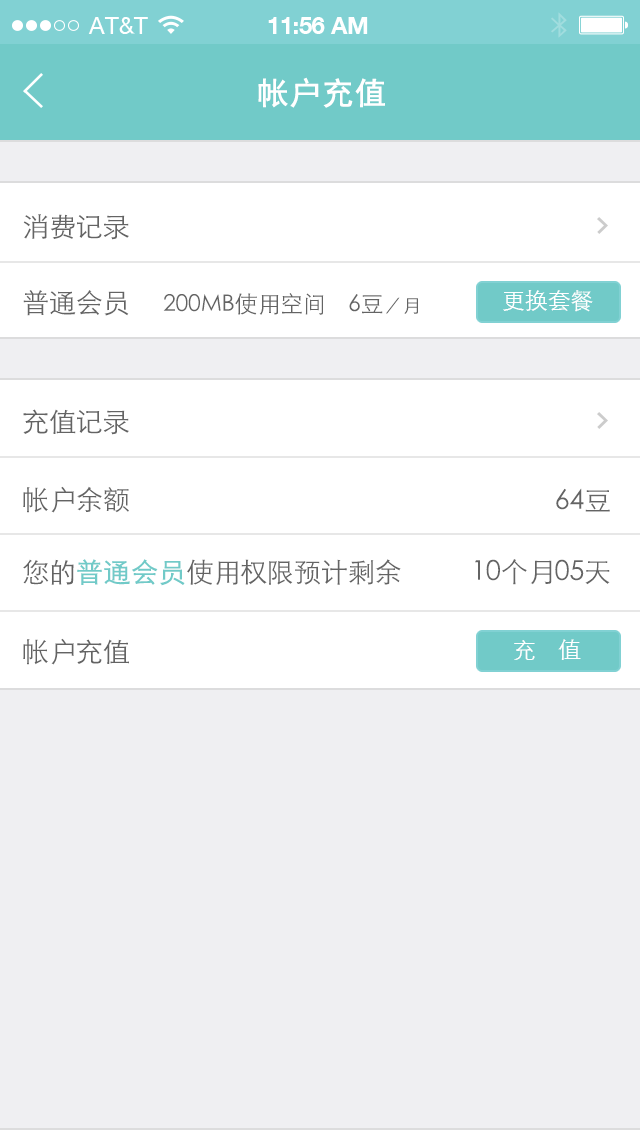 AT&T 11:56 AM
帐户充值
消费记录
普通会员 200MB使用空间 6豆／月 更换套餐
充值记录
帐户余额 64豆
您的普通会员使用权限预计剩余 10个月05天
帐户充值 充 值